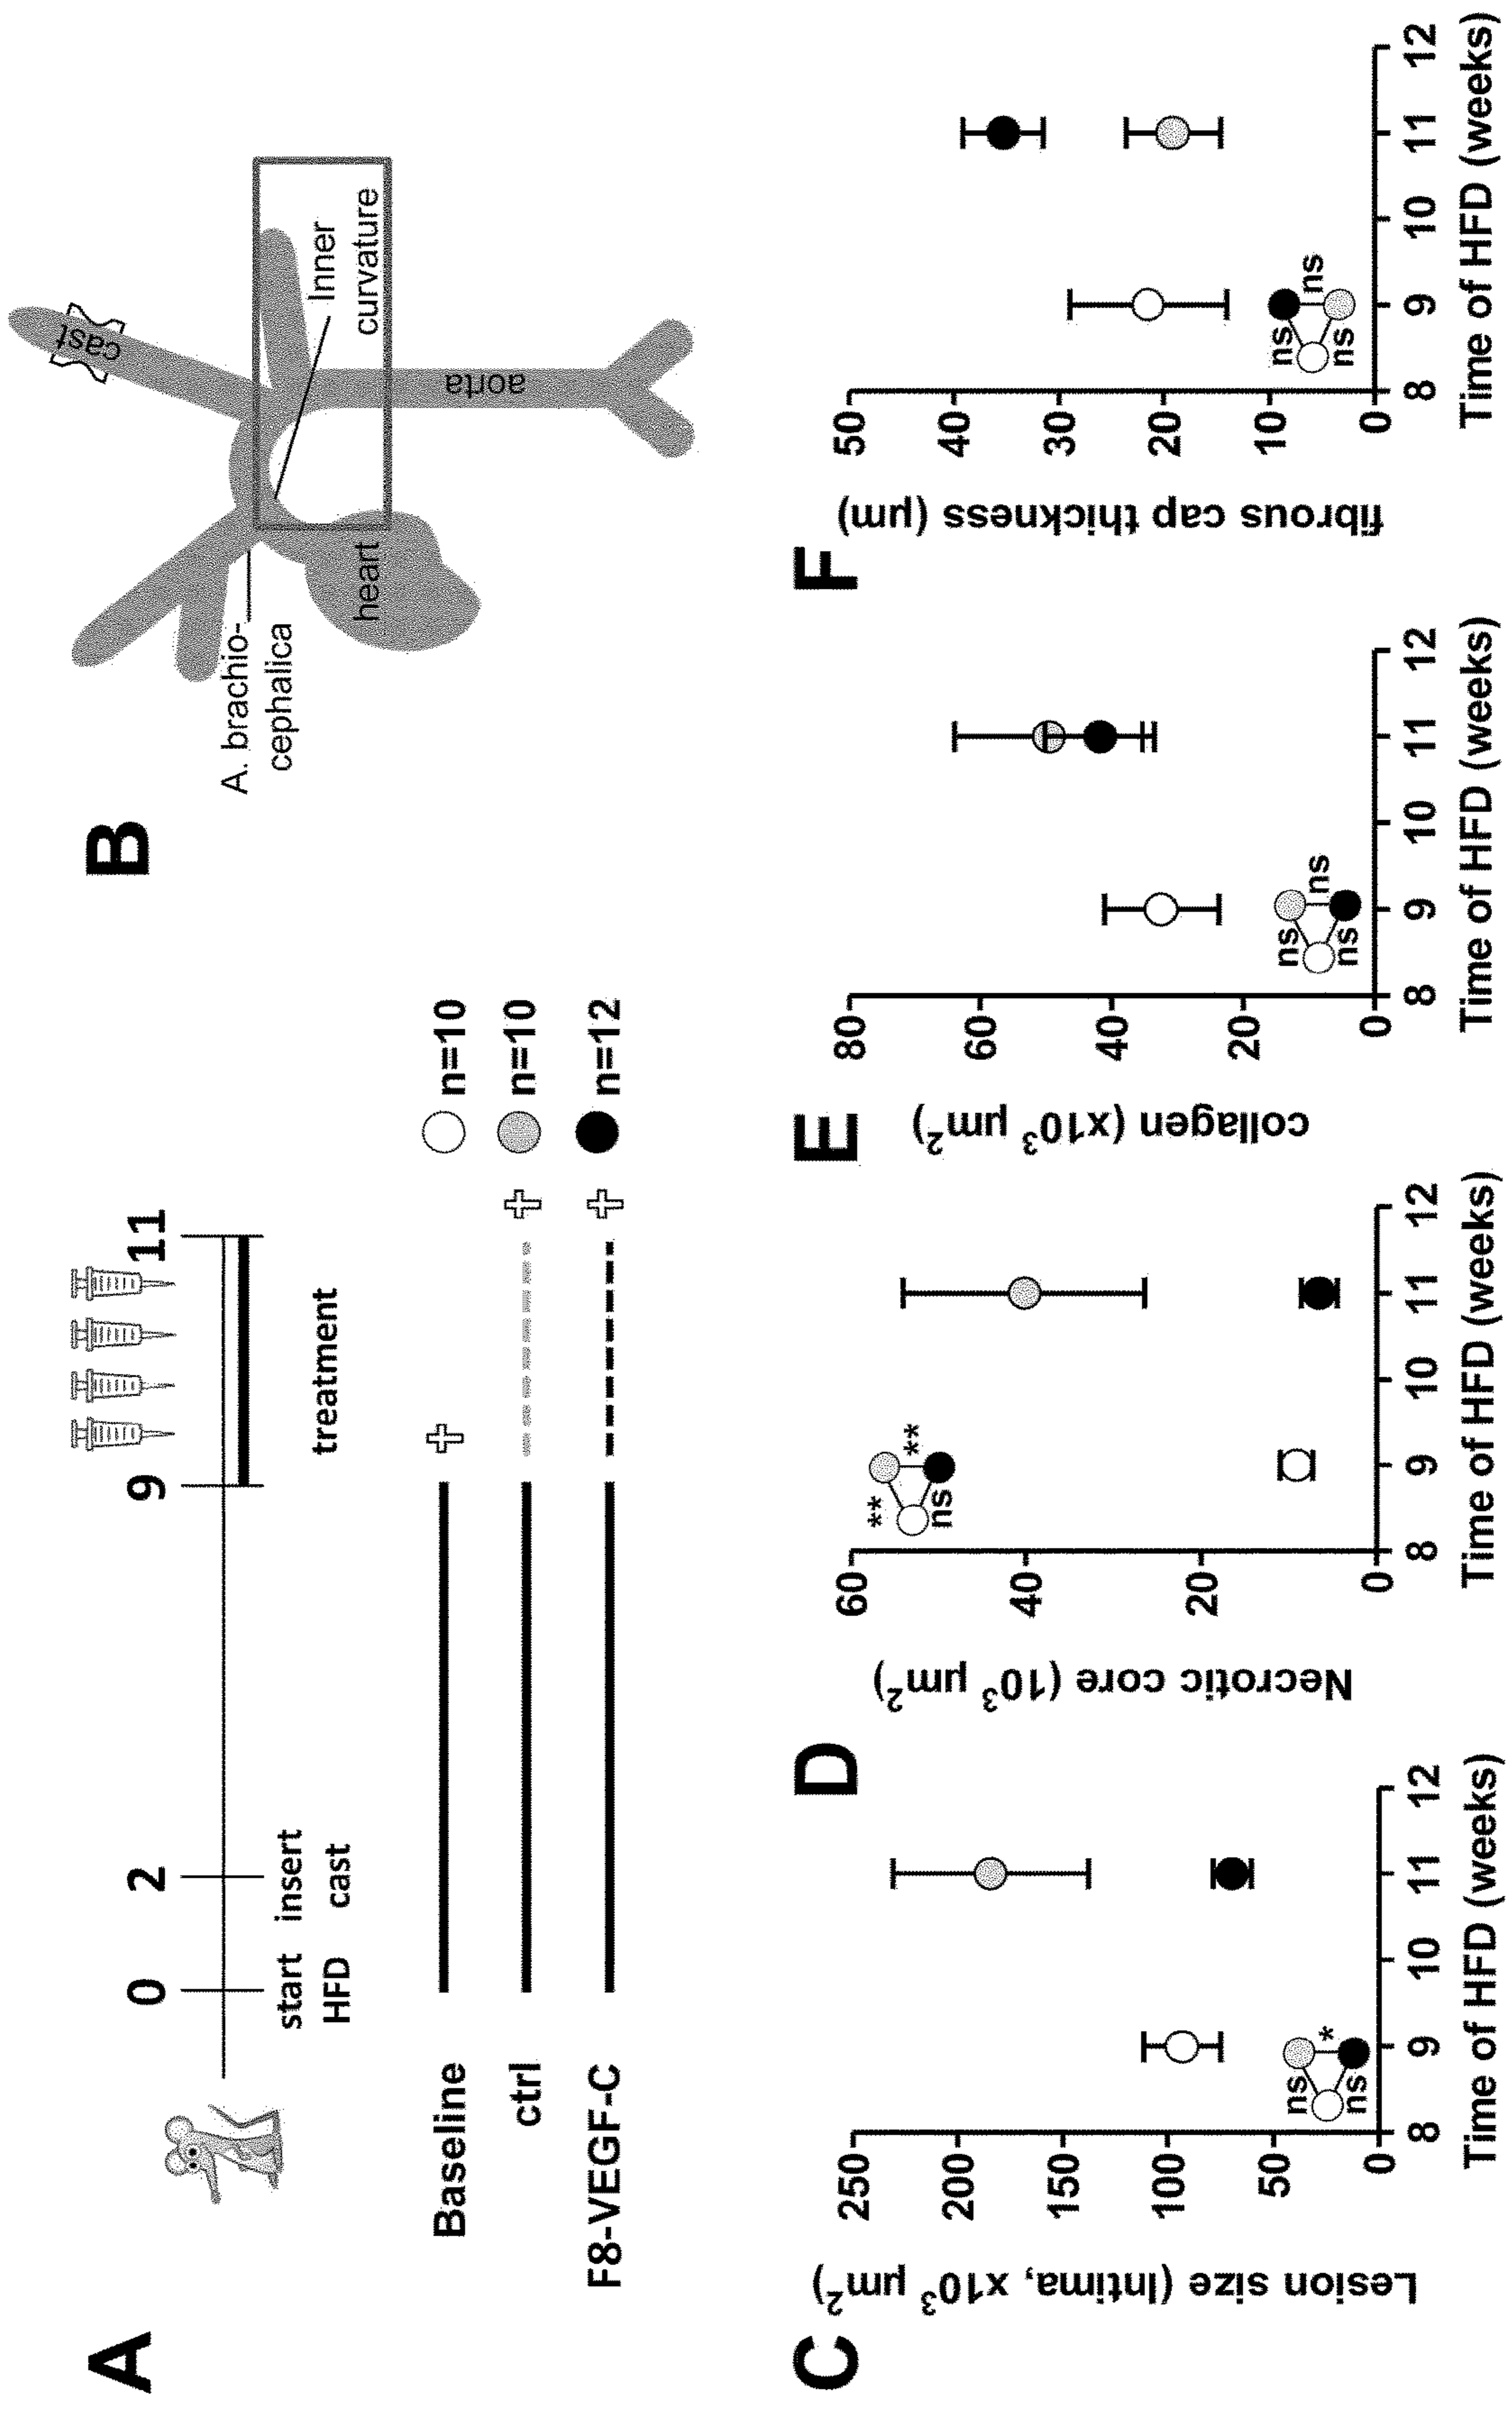 A
0
2
9
11
start
HFD
insert
cast
treatment
Baseline
n=10
ctrl
n=10
F8-VEGF-C
n=12
B
A. brachio-
cephalica
cast
Inner
curvature
heart
aorta
C
Lesion size (Intima, x10³ µm²)
250
200
150
100
50
0
ns
*
ns
8 9 10 11 12
Time of HFD (weeks)
D
Necrotic core (10³ µm²)
60
40
20
0
**
**
ns
8 9 10 11 12
Time of HFD (weeks)
E
collagen (x10³ µm²)
80
60
40
20
0
ns
ns
ns
8 9 10 11 12
Time of HFD (weeks)
F
fibrous cap thickness (µm)
50
40
30
20
10
0
ns
ns
ns
8 9 10 11 12
Time of HFD (weeks)